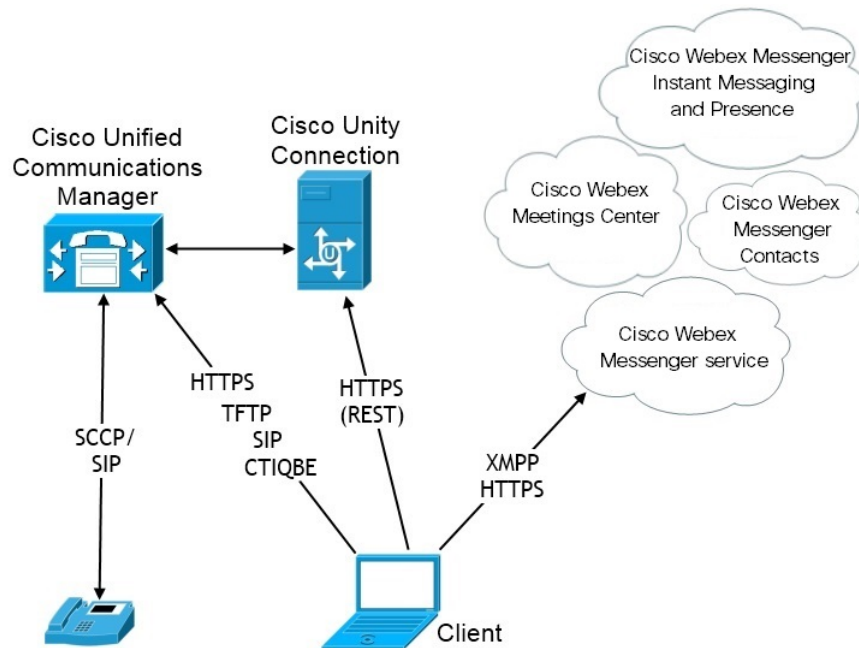 Cisco Webex Messenger
Instant Messaging
and Presence
Cisco Unified
Communications
Manager
Cisco Unity
Connection
Cisco Webex
Meetings Center
Cisco Webex
Messenger
Contacts
U
Cisco Webex
Messenger service
HTTPS
TFTP
SIP
CTIQBE
HTTPS
(REST)
SCCP/
SIP
XMPP
HTTPS
Client